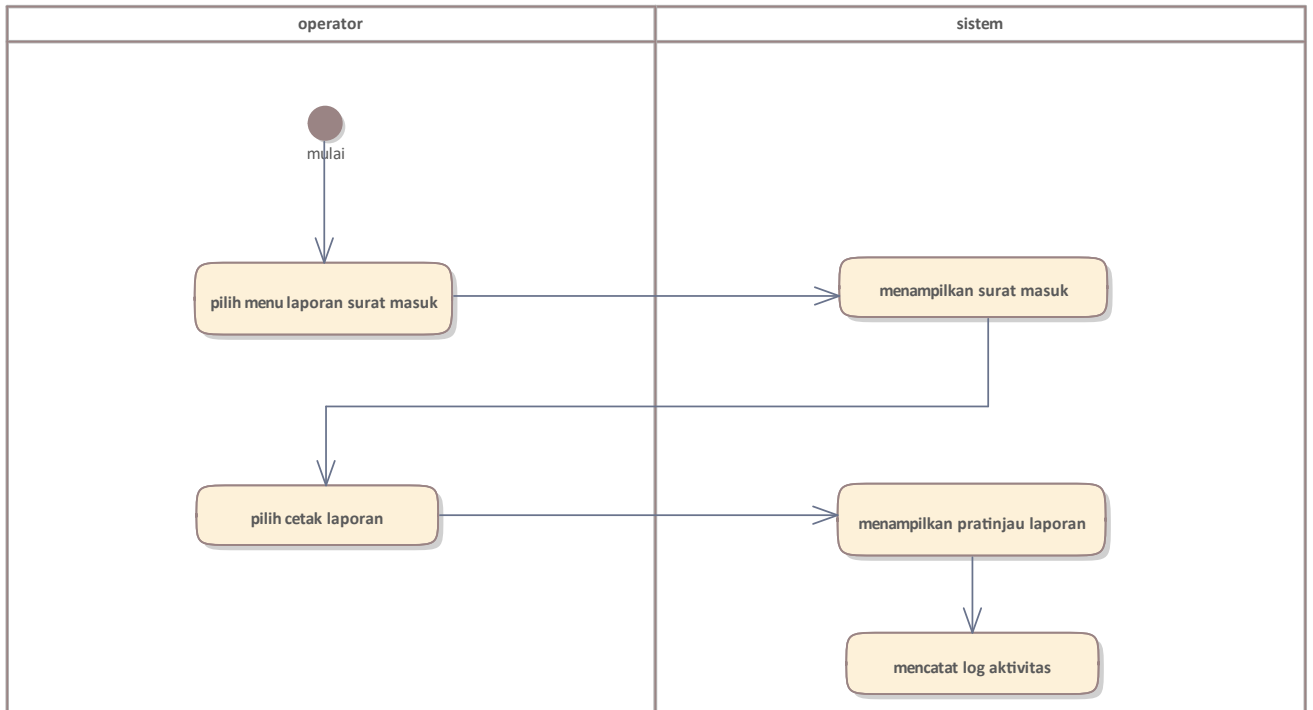 operator
sistem
mulai
pilih menu laporan surat masuk
menampilkan surat masuk
pilih cetak laporan
menampilkan pratinjau laporan
mencatat log aktivitas